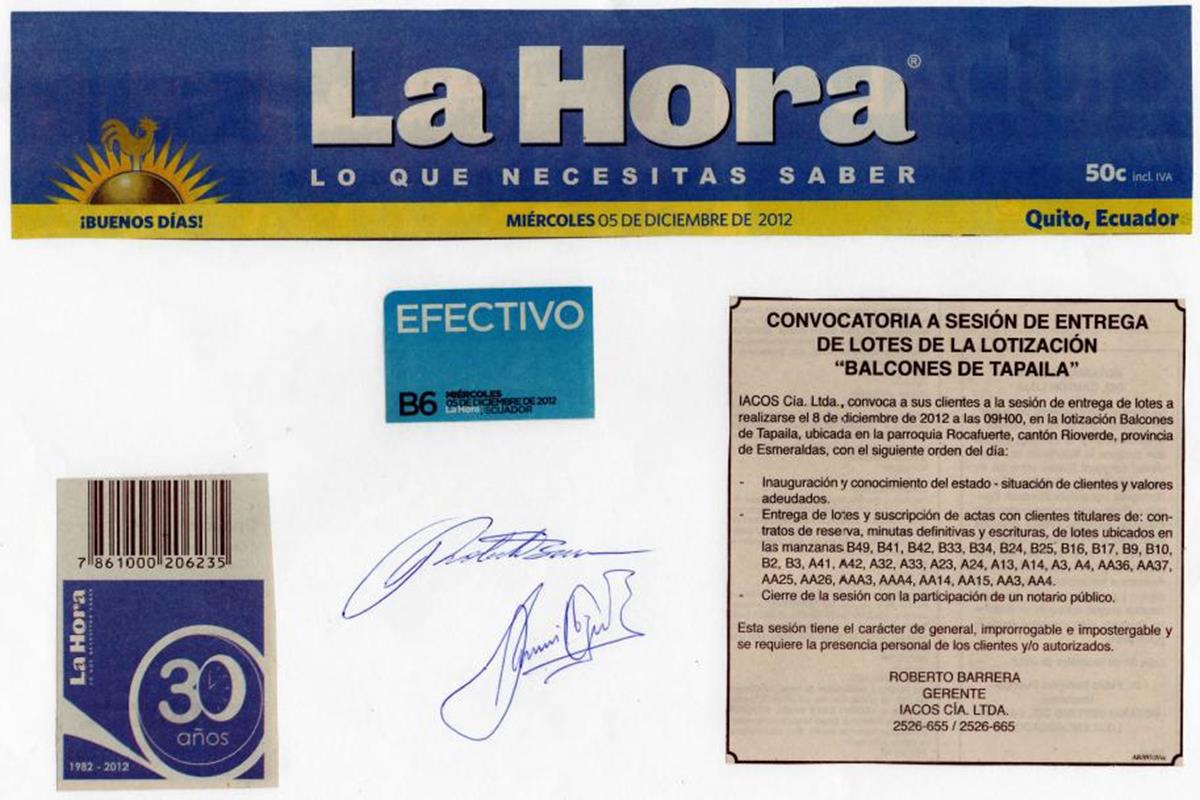 La Hora®
LO QUE NECESITAS SABER
50c incl. IVA
¡BUENOS DÍAS!
MIÉRCOLES 05 DE DICIEMBRE DE 2012
Quito, Ecuador
EFECTIVO
B6
MIÉRCOLES
05 DE DICIEMBRE DE 2012
La Hora ECUADOR
7 861000 206235
La Hora
LO QUE NECESITAS SABER
30
años
1982 - 2012
CONVOCATORIA A SESIÓN DE ENTREGA
DE LOTES DE LA LOTIZACIÓN
“BALCONES DE TAPAILA”
IACOS Cía. Ltda., convoca a sus clientes a la sesión de entrega de lotes a
realizarse el 8 de diciembre de 2012 a las 09H00, en la lotización Balcones
de Tapaila, ubicada en la parroquia Rocafuerte, cantón Rioverde, provincia
de Esmeraldas, con el siguiente orden del día:
- Inauguración y conocimiento del estado - situación de clientes y valores
adeudados.
- Entrega de lotes y suscripción de actas con clientes titulares de: con-
tratos de reserva, minutas definitivas y escrituras, de lotes ubicados en
las manzanas B49, B41, B42, B33, B34, B24, B25, B16, B17, B9, B10,
B2, B3, A41, A42, A32, A33, A23, A24, A13, A14, A3, A4, AA36, AA37,
AA25, AA26, AAA3, AAA4, AA14, AA15, AA3, AA4.
- Cierre de la sesión con la participación de un notario público.
Esta sesión tiene el carácter de general, improrrogable e impostergable y
se requiere la presencia personal de los clientes y/o autorizados.
ROBERTO BARRERA
GERENTE
IACOS CÍA. LTDA.
2526-655 / 2526-665